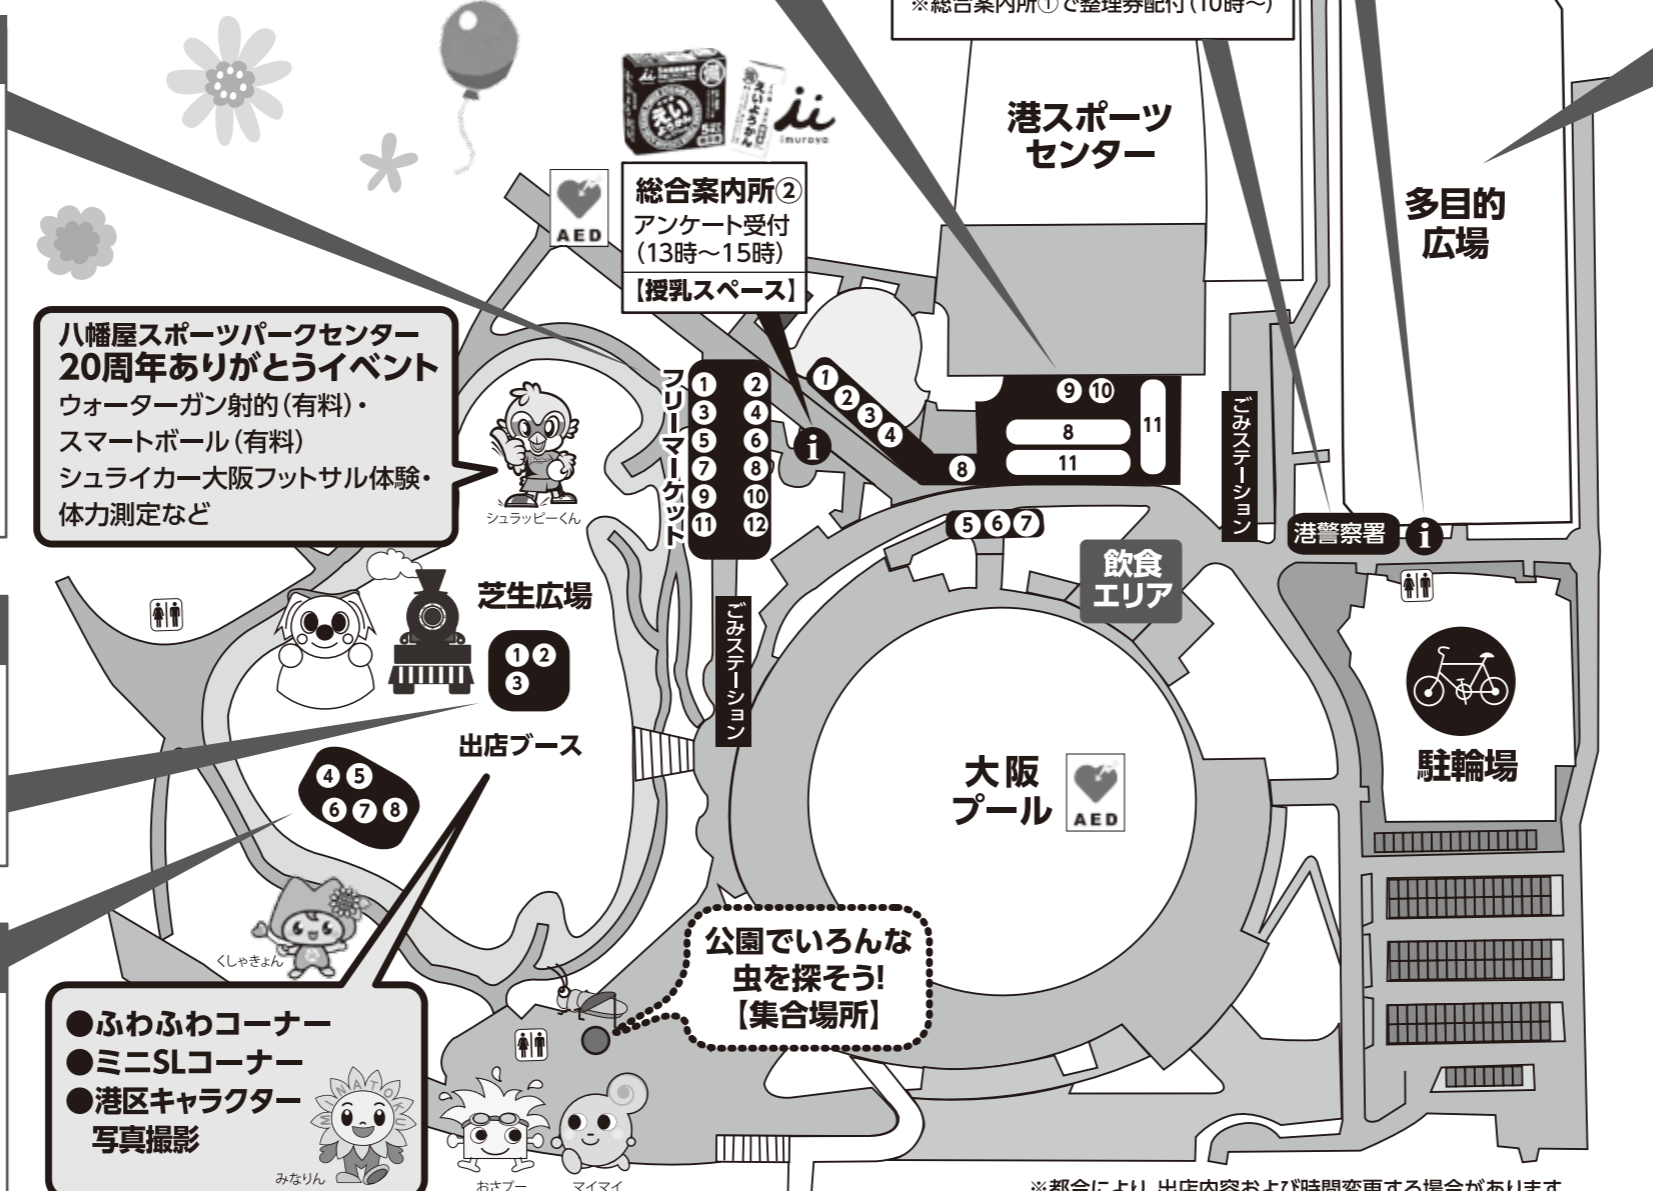 ※総合案内所①で整理券配付(10時〜)
えいようかん
えいようかん
imuraya
港スポーツ
センター
多目的
広場
AED
総合案内所②
アンケート受付
(13時〜15時)
【授乳スペース】
八幡屋スポーツパークセンター
20周年ありがとうイベント
ウォーターガン射的(有料)・
スマートボール(有料)
シュライカー大阪フットサル体験・
体力測定など
シュラッピーくん
フリーマーケット
1 2
3 4
5 6
7 8
9 10
11 12
i
1
2
3
4
8
9 10
8
11
11
5 6 7
ごみステーション
港警察署
i
飲食
エリア
芝生広場
1 2
3
出店ブース
4 5
6 7 8
ごみステーション
大阪
プール
AED
駐輪場
くしゃきょん
公園でいろんな
虫を探そう!
【集合場所】
●ふわふわコーナー
●ミニSLコーナー
●港区キャラクター
写真撮影
MINATOKU
みなりん
おさプー
マイマイ
※都合により、出店内容および時間変更する場合があります